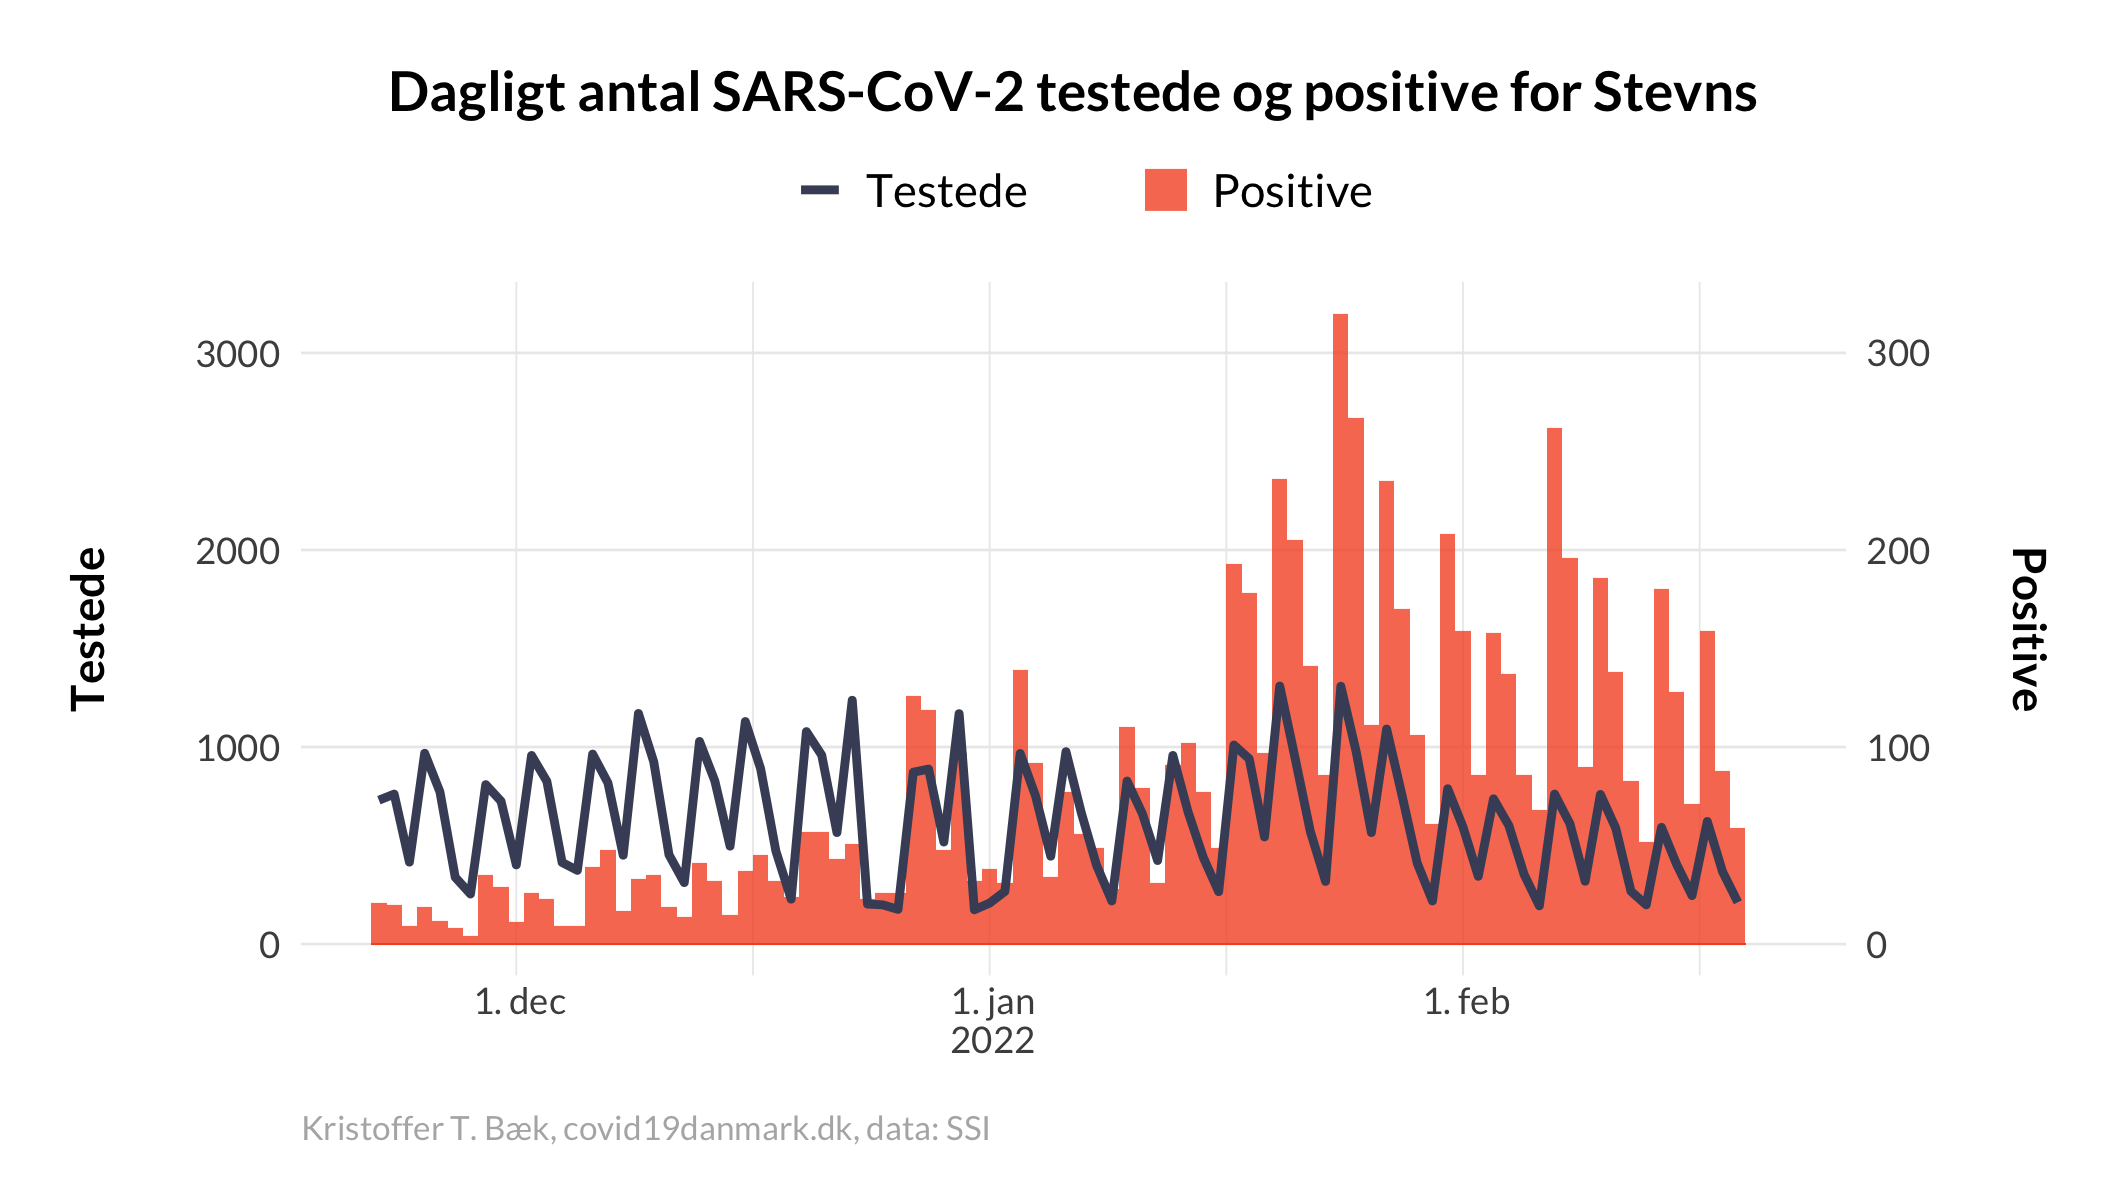 Dagligt antal SARS-CoV-2 testede og positive for Stevns
Testede
Positive
3000
2000
1000
0
300
200
100
0
Testede
Positive
1. dec
1. jan
2022
1. feb
Kristoffer T. Bæk, covid19danmark.dk, data: SSI